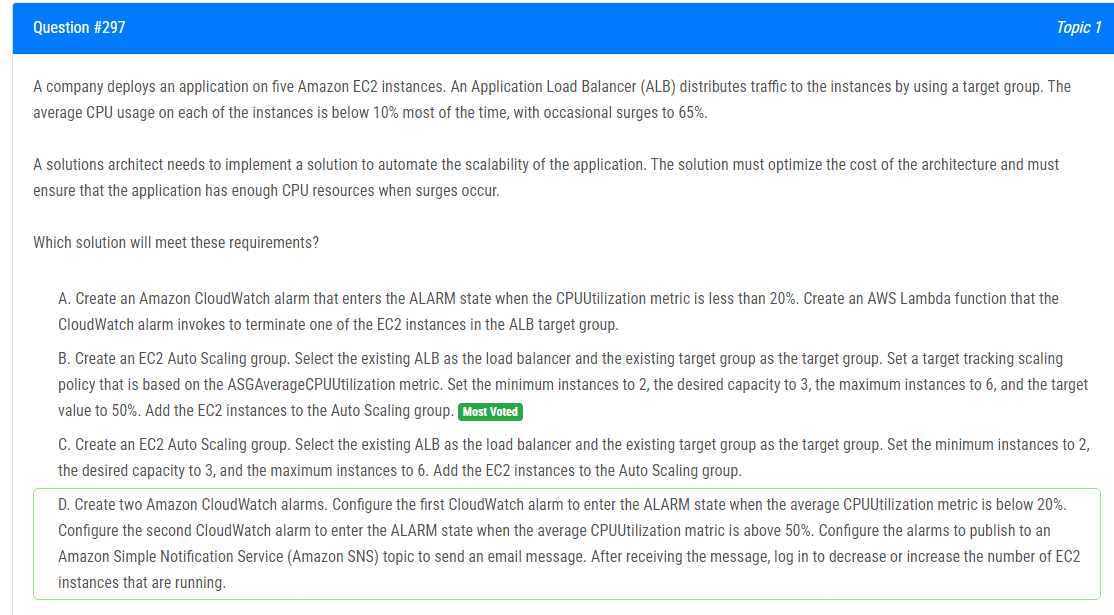 Question #297
Topic 1
A company deploys an application on five Amazon EC2 instances. An Application Load Balancer (ALB) distributes traffic to the instances by using a target group. The
average CPU usage on each of the instances is below 10% most of the time, with occasional surges to 65%.
A solutions architect needs to implement a solution to automate the scalability of the application. The solution must optimize the cost of the architecture and must
ensure that the application has enough CPU resources when surges occur.
Which solution will meet these requirements?
A. Create an Amazon CloudWatch alarm that enters the ALARM state when the CPUUtilization metric is less than 20%. Create an AWS Lambda function that the
CloudWatch alarm invokes to terminate one of the EC2 instances in the ALB target group.
B. Create an EC2 Auto Scaling group. Select the existing ALB as the load balancer and the existing target group as the target group. Set a target tracking scaling
policy that is based on the ASGAverageCPUUtilization metric. Set the minimum instances to 2, the desired capacity to 3, the maximum instances to 6, and the target
value to 50%. Add the EC2 instances to the Auto Scaling group. Most Voted
C. Create an EC2 Auto Scaling group. Select the existing ALB as the load balancer and the existing target group as the target group. Set the minimum instances to 2,
the desired capacity to 3, and the maximum instances to 6. Add the EC2 instances to the Auto Scaling group.
D. Create two Amazon CloudWatch alarms. Configure the first CloudWatch alarm to enter the ALARM state when the average CPUUtilization metric is below 20%.
Configure the second CloudWatch alarm to enter the ALARM state when the average CPUUtilization matric is above 50%. Configure the alarms to publish to an
Amazon Simple Notification Service (Amazon SNS) topic to send an email message. After receiving the message, log in to decrease or increase the number of EC2
instances that are running.